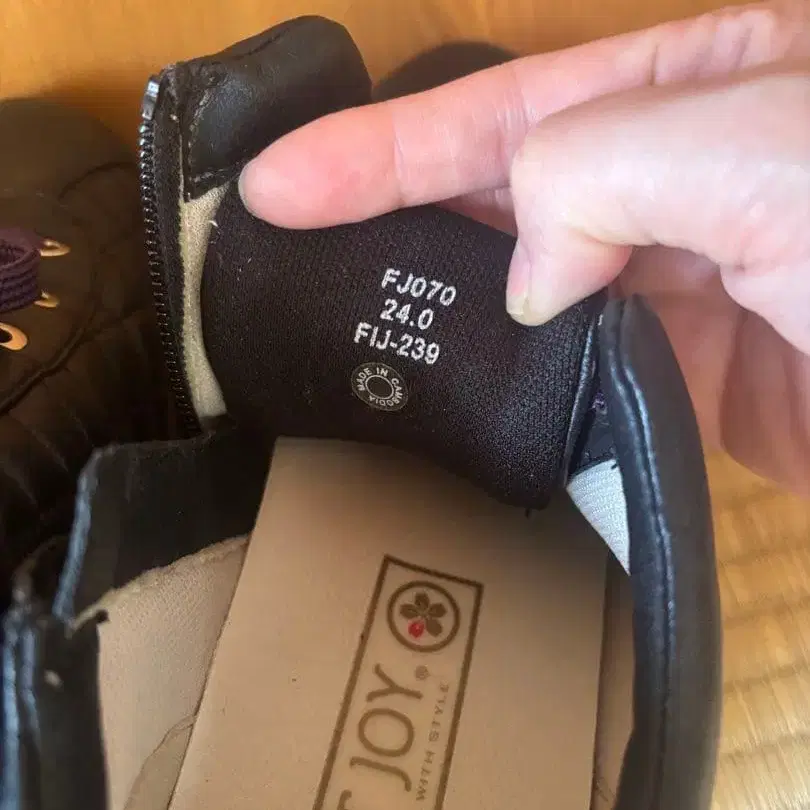 FJ070
24.0
FIJ-239
MADE IN CAMBODIA
T JOY®
WITH STYLE